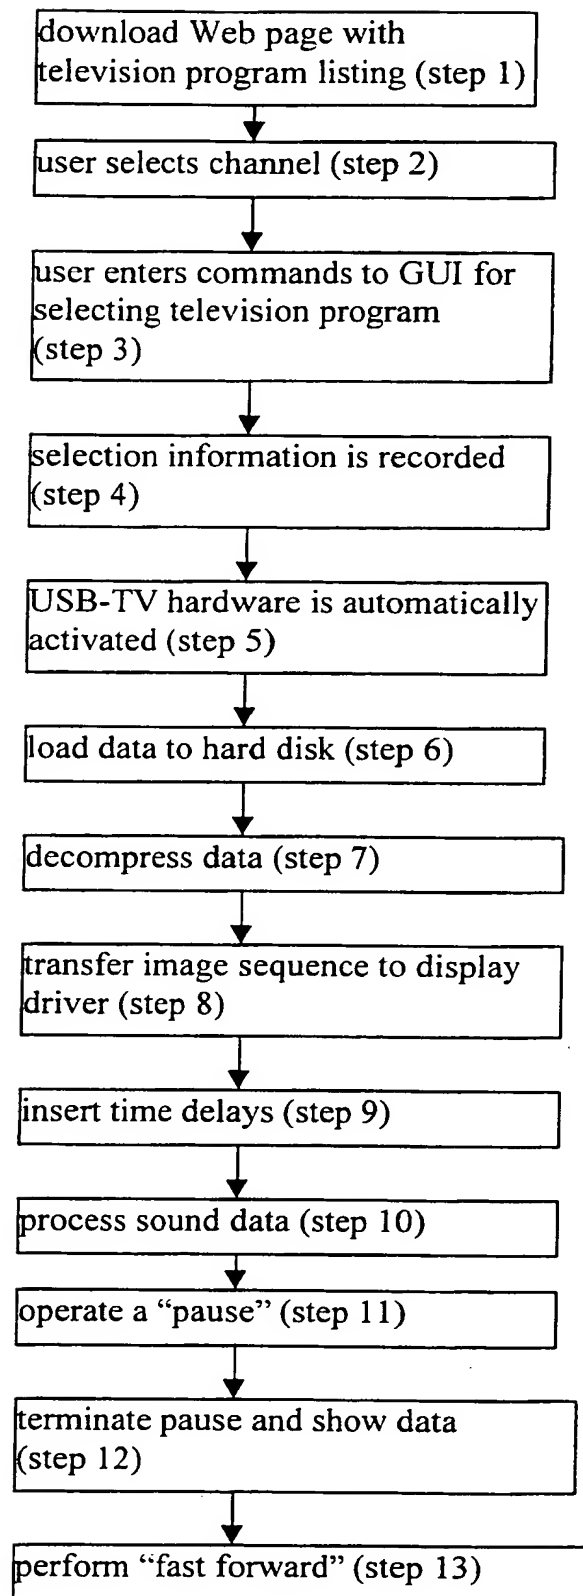 download Web page with
television program listing (step 1)
user selects channel (step 2)
user enters commands to GUI for
selecting television program
(step 3)
selection information is recorded
(step 4)
USB-TV hardware is automatically
activated (step 5)
load data to hard disk (step 6)
decompress data (step 7)
transfer image sequence to display
driver (step 8)
insert time delays (step 9)
process sound data (step 10)
operate a “pause” (step 11)
terminate pause and show data
(step 12)
perform “fast forward” (step 13)